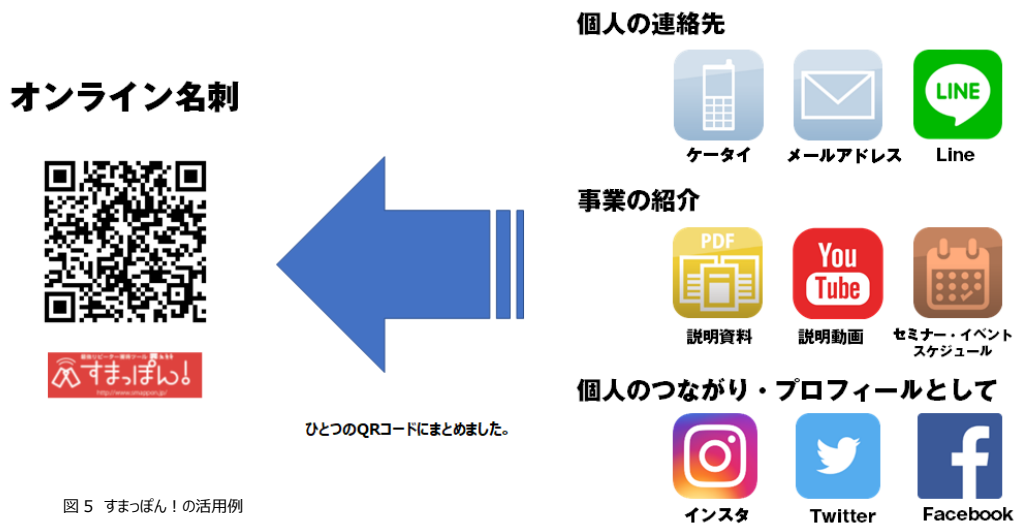 個人の連絡先
オンライン名刺
LINE
ケータイ
メールアドレス
Line
事業の紹介
PDF
You
Tube
説明資料
説明動画
セミナー・イベント
スケジュール
すまっぽん!
http://www.smappon.jp/
個人のつながり・プロフィールとして
ひとつのQRコードにまとめました。
インスタ
Twitter
Facebook
図5 すまっぽん!の活用例